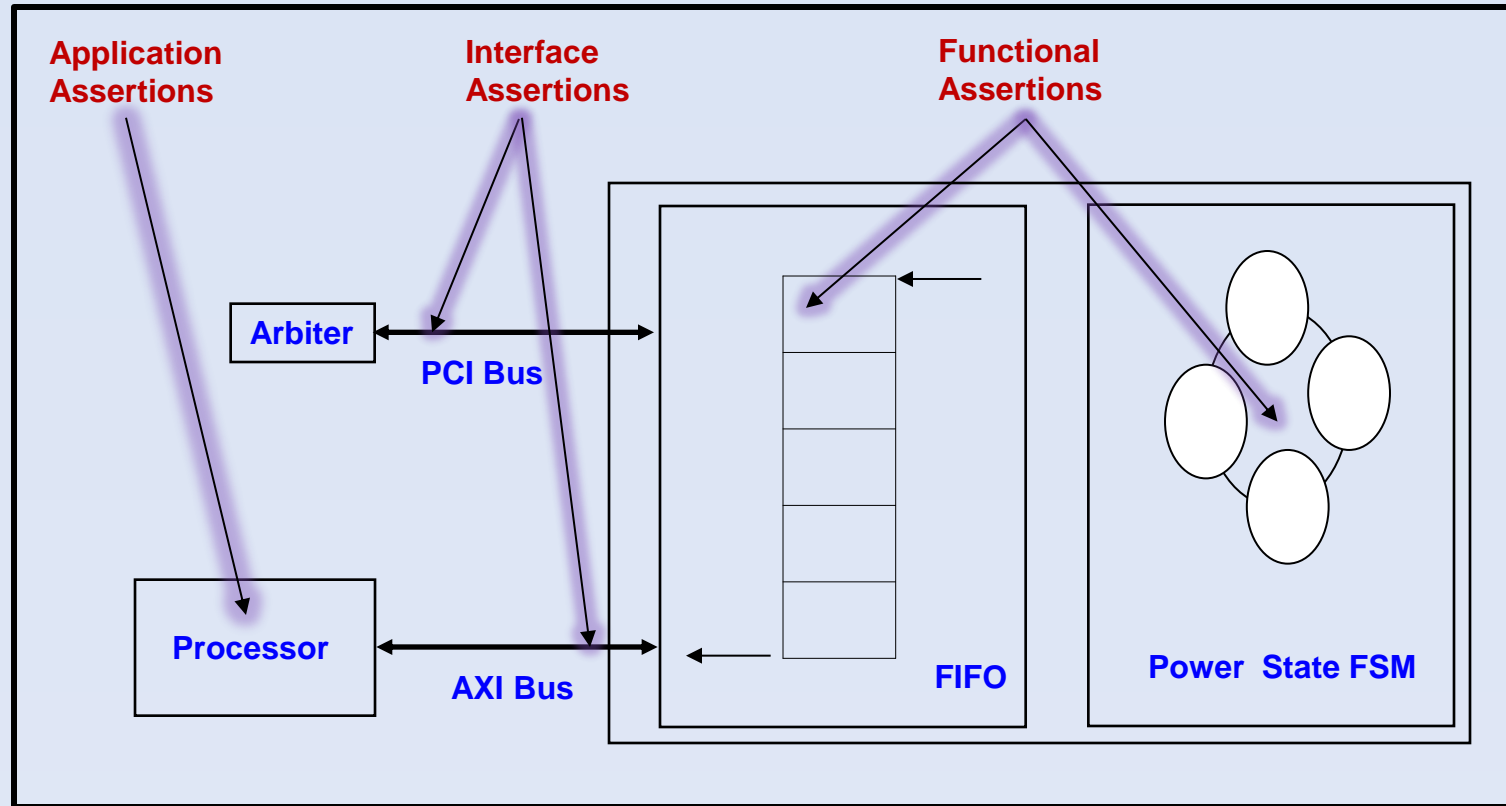 Application
Assertions
Interface
Assertions
Functional
Assertions
Arbiter
PCI Bus
Processor
AXI Bus
FIFO
Power State FSM